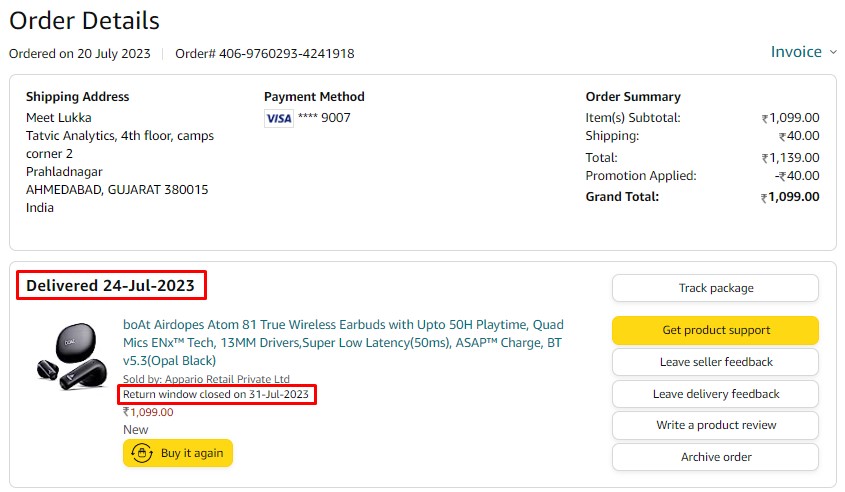 Order Details
Ordered on 20 July 2023 | Order# 406-9760293-4241918
Invoice
Shipping Address
Meet Lukka
Tatvic Analytics, 4th floor, camps
corner 2
Prahladnagar
AHMEDABAD, GUJARAT 380015
India
Payment Method
VISA **** 9007
Order Summary
Item(s) Subtotal: ₹1,099.00
Shipping: ₹40.00
Total: ₹1,139.00
Promotion Applied: -₹40.00
Grand Total: ₹1,099.00
Delivered 24-Jul-2023
boAt Airdopes Atom 81 True Wireless Earbuds with Upto 50H Playtime, Quad
Mics ENx™ Tech, 13MM Drivers,Super Low Latency(50ms), ASAP™ Charge, BT
v5.3(Opal Black)
Sold by: Appario Retail Private Ltd
Return window closed on 31-Jul-2023
₹1,099.00
New
Buy it again
Track package
Get product support
Leave seller feedback
Leave delivery feedback
Write a product review
Archive order